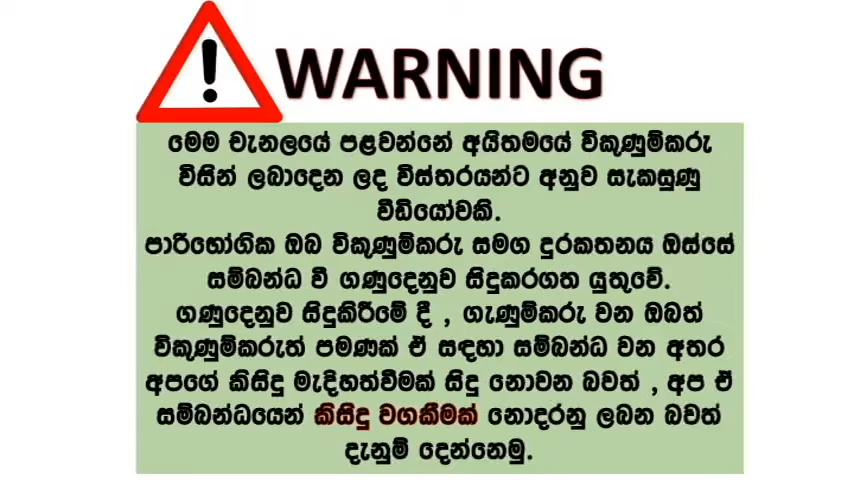 WARNING
මෙම චැනලයේ පළවන්නේ අයිතමයේ විකුණුම්කරු
විසින් ලබාදෙන ලද විස්තරයන්ට අනුව සැකසුණු
වීඩියෝවකි.
පාරිභෝගික ඔබ විකුණුම්කරු සමග දුරකතනය ඔස්සේ
සම්බන්ධ වී ගණුදෙනුව සිදුකරගත යුතුවේ.
ගණුදෙනුව සිදුකිරීමේ දී , ගැණුම්කරු වන ඔබත්
විකුණුම්කරුත් පමණක් ඒ සඳහා සම්බන්ධ වන අතර
අපගේ කිසිදු මැදිහත්වීමක් සිදු නොවන බවත් , අප ඒ
සම්බන්ධයෙන් කිසිදු වගකීමක් නොදරනු ලබන බවත්
දැනුම් දෙන්නෙමු.